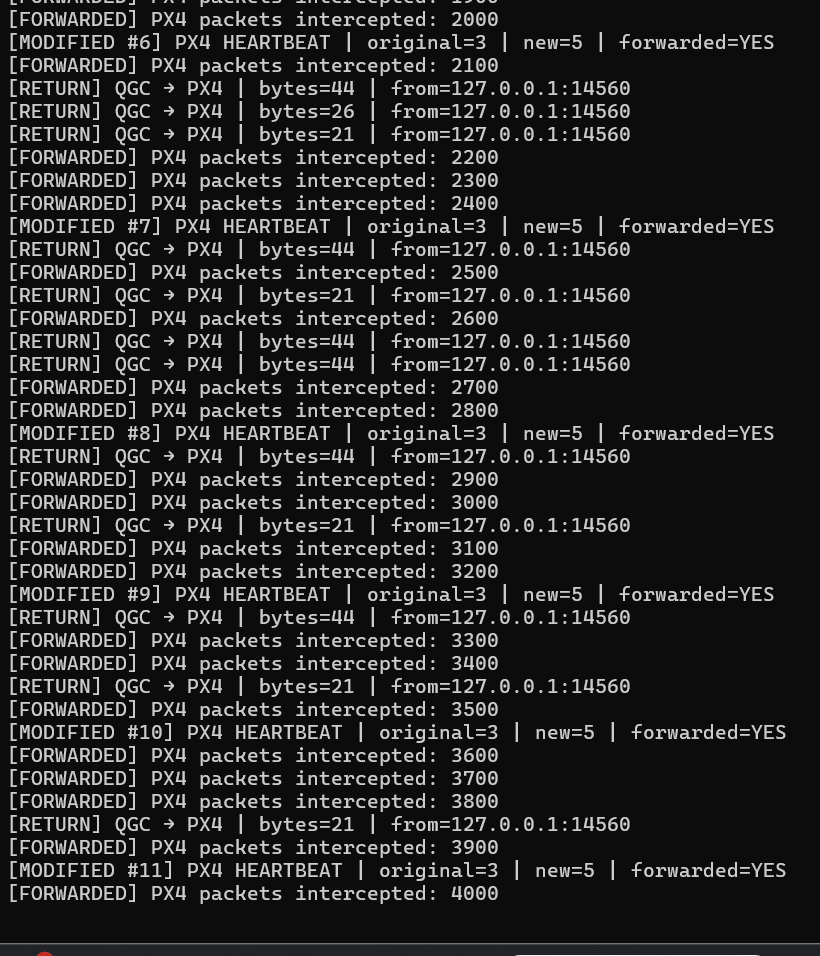 [FORWARDED] PX4 packets intercepted: 1900
[FORWARDED] PX4 packets intercepted: 2000
[MODIFIED #6] PX4 HEARTBEAT | original=3 | new=5 | forwarded=YES
[FORWARDED] PX4 packets intercepted: 2100
[RETURN] QGC → PX4 | bytes=44 | from=127.0.0.1:14560
[RETURN] QGC → PX4 | bytes=26 | from=127.0.0.1:14560
[RETURN] QGC → PX4 | bytes=21 | from=127.0.0.1:14560
[FORWARDED] PX4 packets intercepted: 2200
[FORWARDED] PX4 packets intercepted: 2300
[FORWARDED] PX4 packets intercepted: 2400
[MODIFIED #7] PX4 HEARTBEAT | original=3 | new=5 | forwarded=YES
[RETURN] QGC → PX4 | bytes=44 | from=127.0.0.1:14560
[FORWARDED] PX4 packets intercepted: 2500
[RETURN] QGC → PX4 | bytes=21 | from=127.0.0.1:14560
[FORWARDED] PX4 packets intercepted: 2600
[RETURN] QGC → PX4 | bytes=44 | from=127.0.0.1:14560
[RETURN] QGC → PX4 | bytes=44 | from=127.0.0.1:14560
[FORWARDED] PX4 packets intercepted: 2700
[FORWARDED] PX4 packets intercepted: 2800
[MODIFIED #8] PX4 HEARTBEAT | original=3 | new=5 | forwarded=YES
[RETURN] QGC → PX4 | bytes=44 | from=127.0.0.1:14560
[FORWARDED] PX4 packets intercepted: 2900
[FORWARDED] PX4 packets intercepted: 3000
[RETURN] QGC → PX4 | bytes=21 | from=127.0.0.1:14560
[FORWARDED] PX4 packets intercepted: 3100
[FORWARDED] PX4 packets intercepted: 3200
[MODIFIED #9] PX4 HEARTBEAT | original=3 | new=5 | forwarded=YES
[RETURN] QGC → PX4 | bytes=44 | from=127.0.0.1:14560
[FORWARDED] PX4 packets intercepted: 3300
[FORWARDED] PX4 packets intercepted: 3400
[RETURN] QGC → PX4 | bytes=21 | from=127.0.0.1:14560
[FORWARDED] PX4 packets intercepted: 3500
[MODIFIED #10] PX4 HEARTBEAT | original=3 | new=5 | forwarded=YES
[FORWARDED] PX4 packets intercepted: 3600
[FORWARDED] PX4 packets intercepted: 3700
[FORWARDED] PX4 packets intercepted: 3800
[RETURN] QGC → PX4 | bytes=21 | from=127.0.0.1:14560
[FORWARDED] PX4 packets intercepted: 3900
[MODIFIED #11] PX4 HEARTBEAT | original=3 | new=5 | forwarded=YES
[FORWARDED] PX4 packets intercepted: 4000